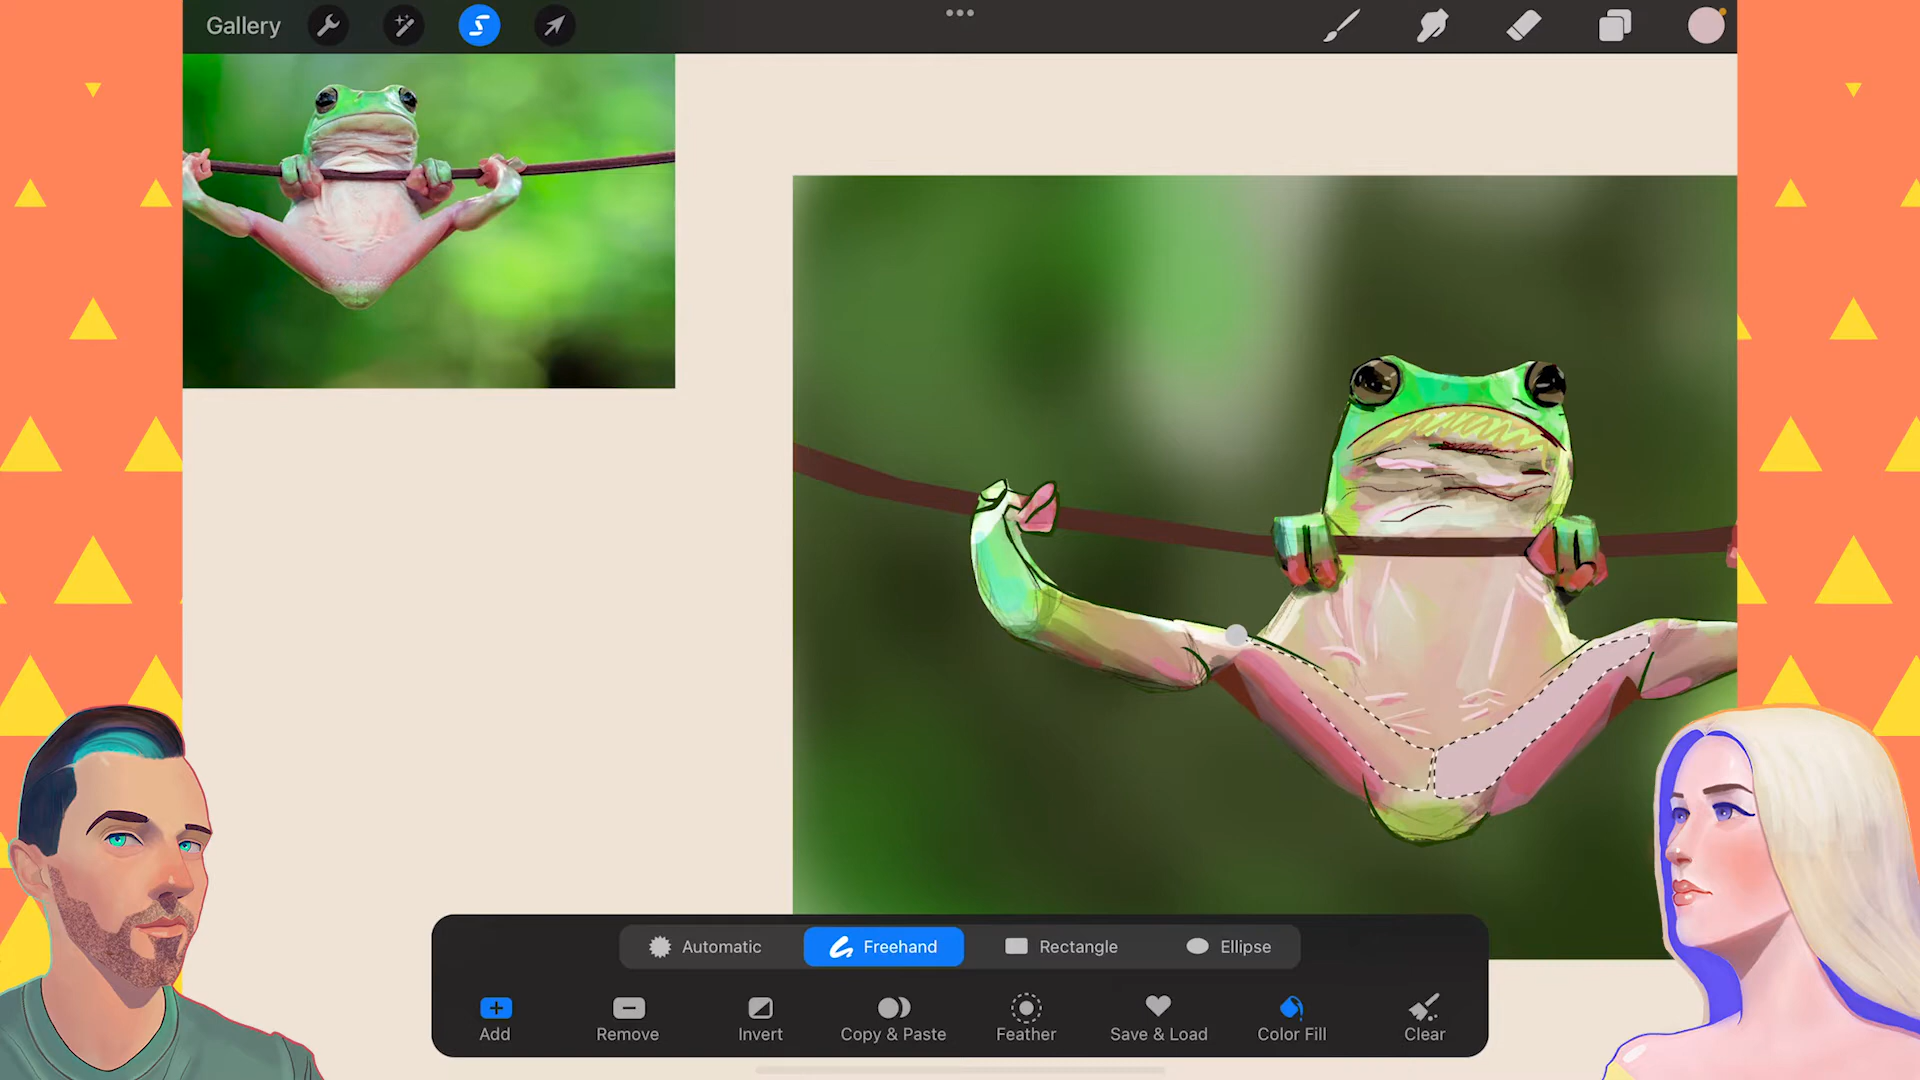 Gallery
Automatic
Freehand
Rectangle
Ellipse
Add
Remove
Invert
Copy & Paste
Feather
Save & Load
Color Fill
Clear